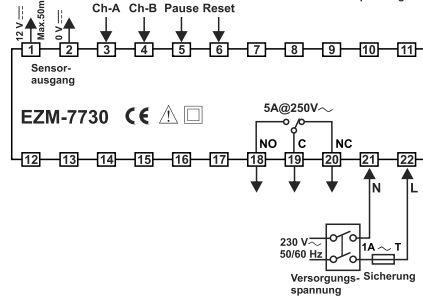 Ch-A Ch-B Pause Reset
12 V
Max.50m
0 V
1 2 3 4 5 6 7 8 9 10 11
Sensor-
ausgang
EZM-7730 CE
5A@250V~
NO C NC
12 13 14 15 16 17 18 19 20 21 22
N L
230 V~
50/60 Hz
1A ~ T
Versorgungs-
spannung
Sicherung